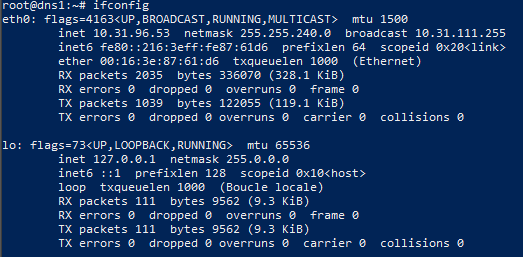 root@dns1:~# ifconfig
eth0: flags=4163<UP,BROADCAST,RUNNING,MULTICAST>  mtu 1500
        inet 10.31.96.53  netmask 255.255.240.0  broadcast 10.31.111.255
        inet6 fe80::216:3eff:fe87:61d6  prefixlen 64  scopeid 0x20<link>
        ether 00:16:3e:87:61:d6  txqueuelen 1000  (Ethernet)
        RX packets 2035  bytes 336070 (328.1 KiB)
        RX errors 0  dropped 0  overruns 0  frame 0
        TX packets 1039  bytes 122055 (119.1 KiB)
        TX errors 0  dropped 0 overruns 0  carrier 0  collisions 0

lo: flags=73<UP,LOOPBACK,RUNNING>  mtu 65536
        inet 127.0.0.1  netmask 255.0.0.0
        inet6 ::1  prefixlen 128  scopeid 0x10<host>
        loop  txqueuelen 1000  (Boucle locale)
        RX packets 111  bytes 9562 (9.3 KiB)
        RX errors 0  dropped 0  overruns 0  frame 0
        TX packets 111  bytes 9562 (9.3 KiB)
        TX errors 0  dropped 0 overruns 0  carrier 0  collisions 0